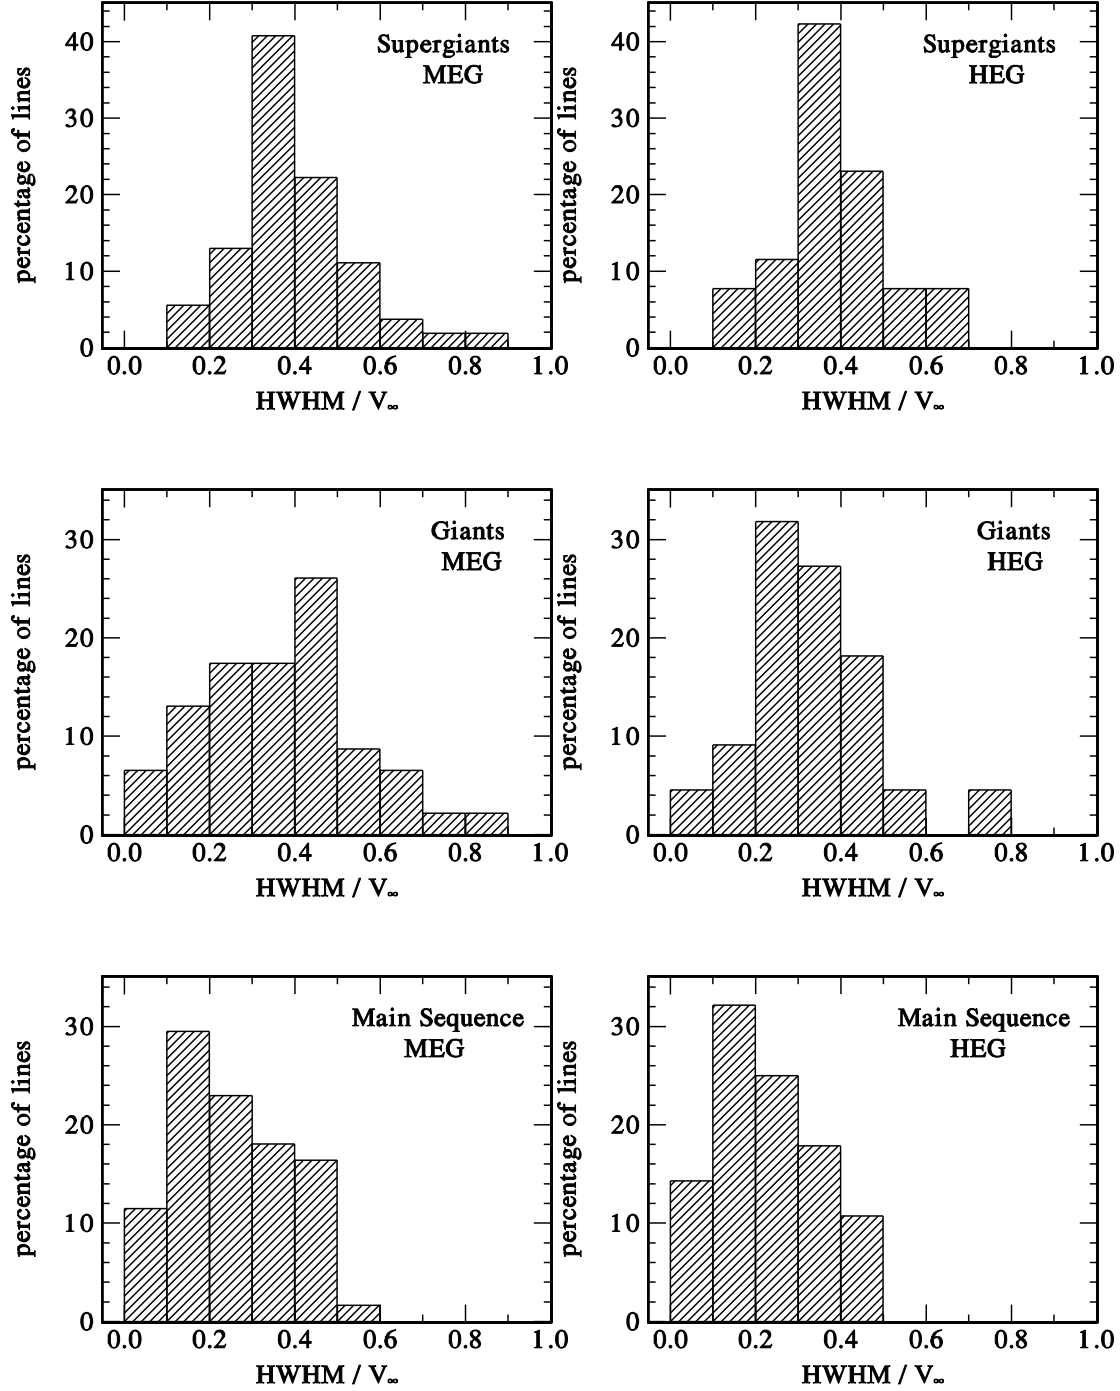 Supergiants
MEG
percentage of lines
40
30
20
10
0
0.0 0.2 0.4 0.6 0.8 1.0
HWHM / V∞
Supergiants
HEG
percentage of lines
40
30
20
10
0
0.0 0.2 0.4 0.6 0.8 1.0
HWHM / V∞
Giants
MEG
percentage of lines
30
20
10
0
0.0 0.2 0.4 0.6 0.8 1.0
HWHM / V∞
Giants
HEG
percentage of lines
30
20
10
0
0.0 0.2 0.4 0.6 0.8 1.0
HWHM / V∞
Main Sequence
MEG
percentage of lines
30
20
10
0
0.0 0.2 0.4 0.6 0.8 1.0
HWHM / V∞
Main Sequence
HEG
percentage of lines
30
20
10
0
0.0 0.2 0.4 0.6 0.8 1.0
HWHM / V∞